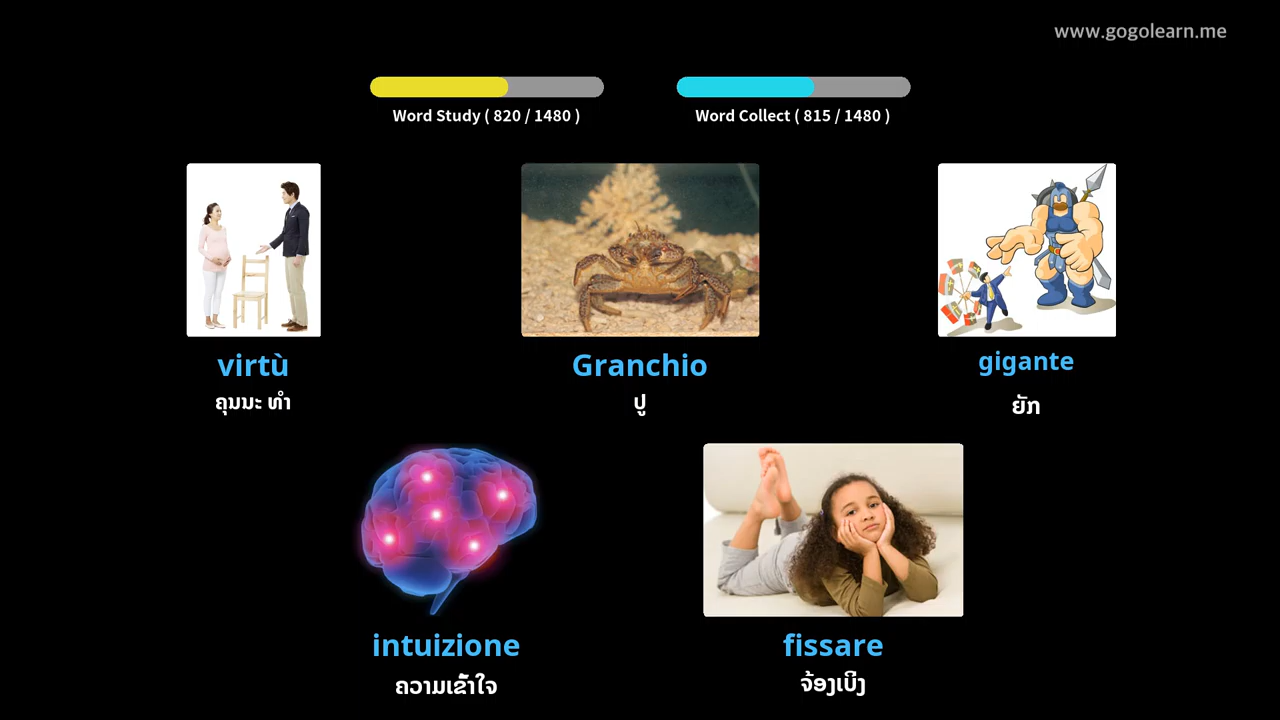 www.gogolearn.me
Word Study ( 820 / 1480 )
Word Collect ( 815 / 1480 )
virtù
ຄຸນນະ ທຳ
Granchio
ປູ
gigante
ຍັກ
intuizione
ຄວາມເຂົ້າໃຈ
fissare
ຈ້ອງເບິງ